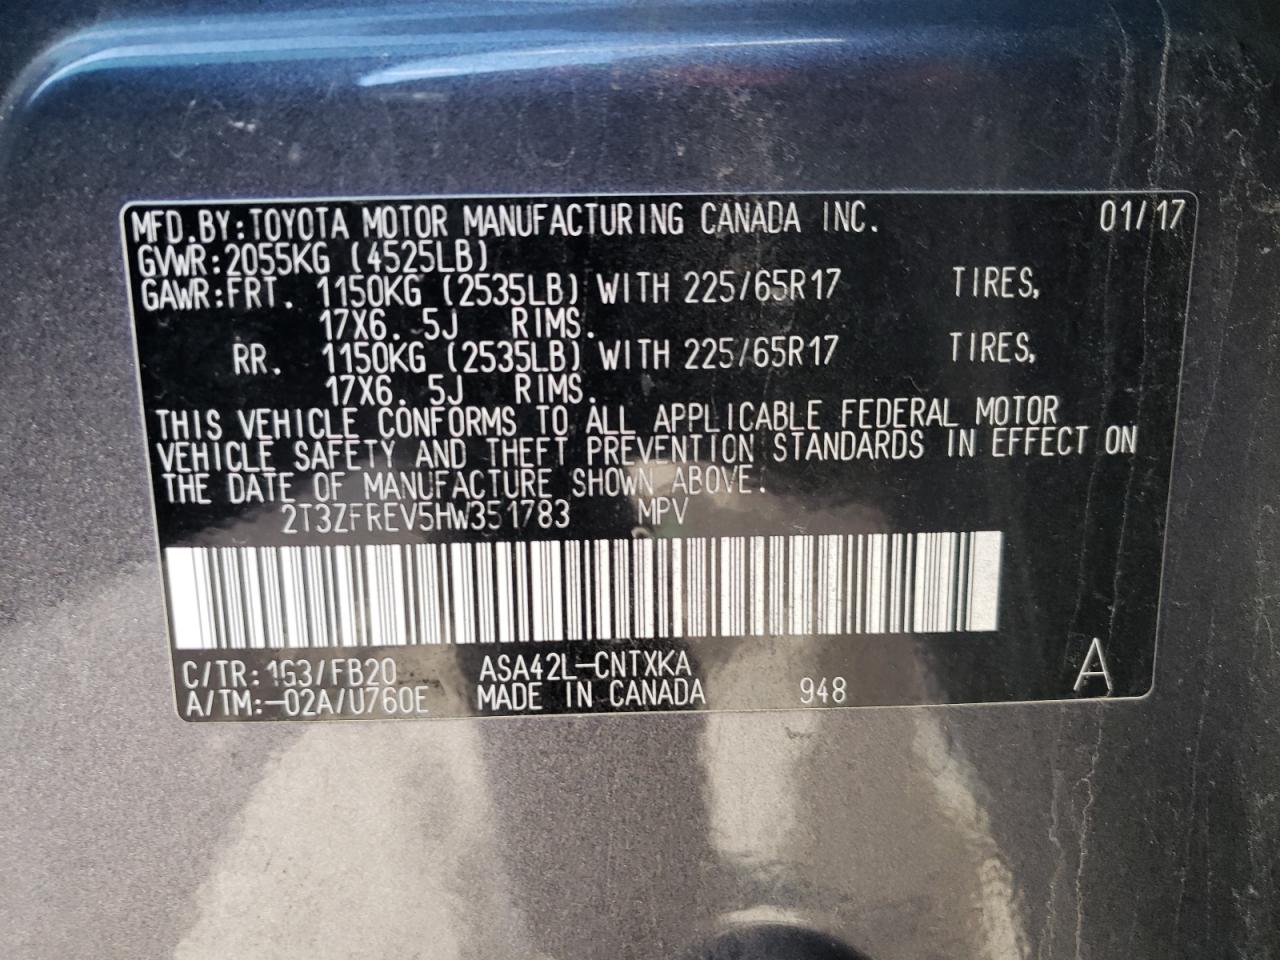 MFD.BY:TOYOTA MOTOR MANUFACTURING CANADA INC. 01/17
GVWR:2055KG (4525LB)
GAWR:FRT. 1150KG (2535LB) WITH 225/65R17 TIRES,
17X6. 5J RIMS.
RR. 1150KG (2535LB) WITH 225/65R17 TIRES,
17X6. 5J RIMS.
THIS VEHICLE CONFORMS TO ALL APPLICABLE FEDERAL MOTOR
VEHICLE SAFETY AND THEFT PREVENTION STANDARDS IN EFFECT ON
THE DATE OF MANUFACTURE SHOWN ABOVE.
2T3ZFREV5HW351783 MPV
C/TR:1G3/FB20 ASA42L-CNTXKA A
A/TM:-02A/U760E MADE IN CANADA 948